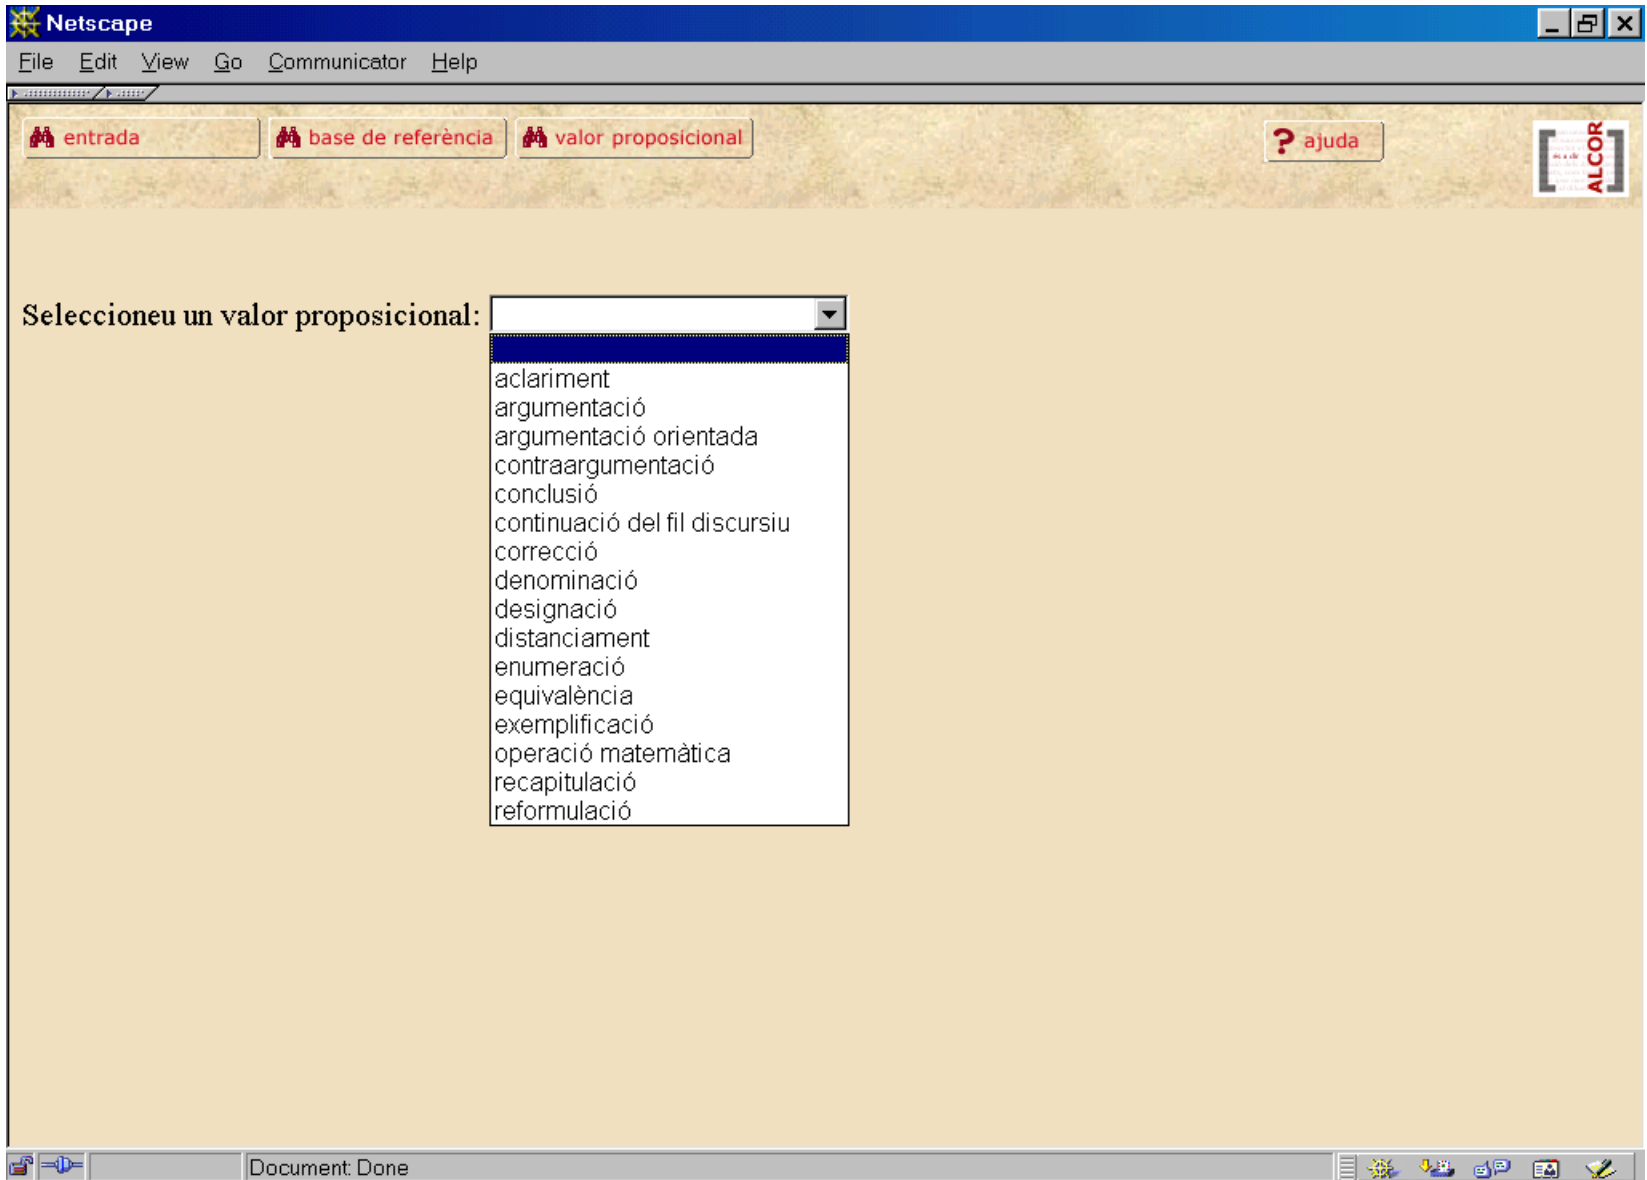 Netscape
File Edit View Go Communicator Help
entrada base de referència valor proposicional ? ajuda
és a dir
ALCOR
Seleccioneu un valor proposicional:
aclariment
argumentació
argumentació orientada
contraargumentació
conclusió
continuació del fil discursiu
correcció
denominació
designació
distanciament
enumeració
equivalència
exemplificació
operació matemàtica
recapitulació
reformulació
Document: Done